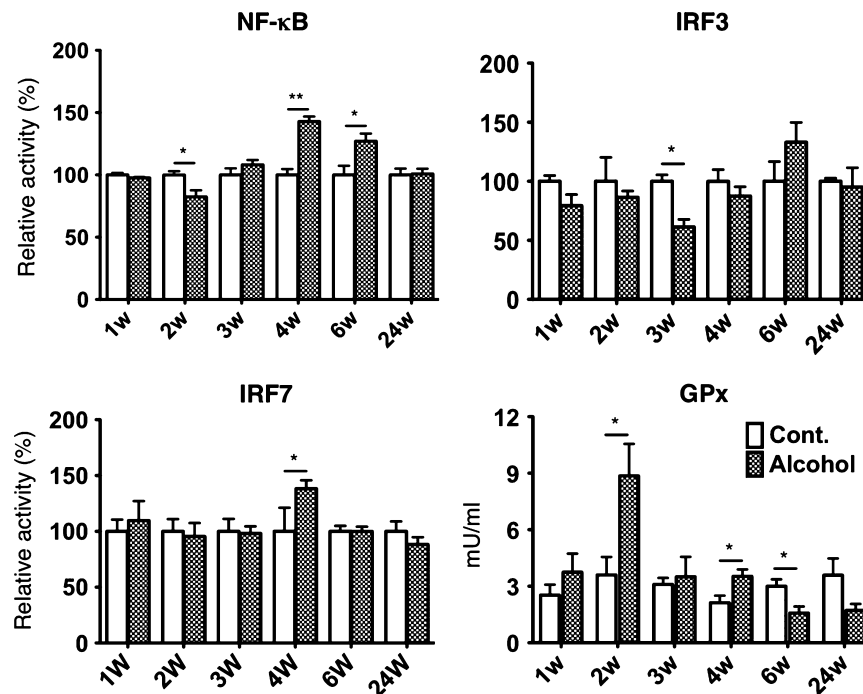 NF-κB
Relative activity (%)
200
150
100
50
0
*
**
*
1w
2w
3w
4w
6w
24w
IRF3
200
150
100
50
0
*
1w
2w
3w
4w
6w
24w
IRF7
Relative activity (%)
200
150
100
50
0
*
1W
2W
3W
4W
6W
24W
GPx
mU/ml
12
9
6
3
0
*
*
*
Cont.
Alcohol
1w
2w
3w
4w
6w
24w